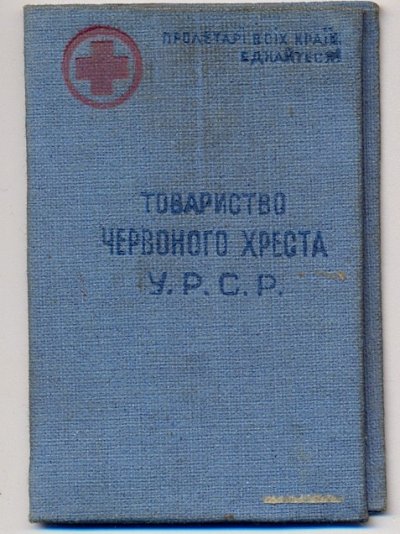 ПРОЛЕТАРІ ВСІХ КРАЇН,
ЄДНАЙТЕСЯ!
ТОВАРИСТВО
ЧЕРВОНОГО ХРЕСТА
У.Р.С.Р.